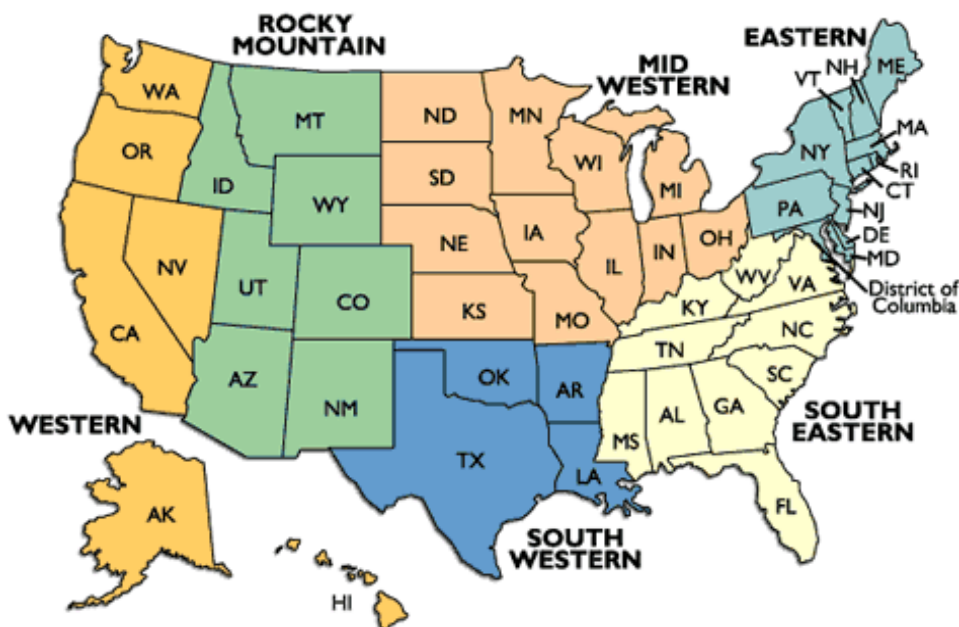 ROCKY
MOUNTAIN
MID
WESTERN
EASTERN
WESTERN
SOUTH
WESTERN
SOUTH
EASTERN
WA
OR
CA
NV
AK
HI
MT
ID
WY
UT
CO
AZ
NM
ND
SD
NE
KS
MN
IA
MO
WI
IL
MI
IN
OH
OK
TX
AR
LA
KY
WV
VA
TN
NC
SC
MS
AL
GA
FL
ME
NH
VT
NY
MA
RI
CT
PA
NJ
DE
MD
District of
Columbia